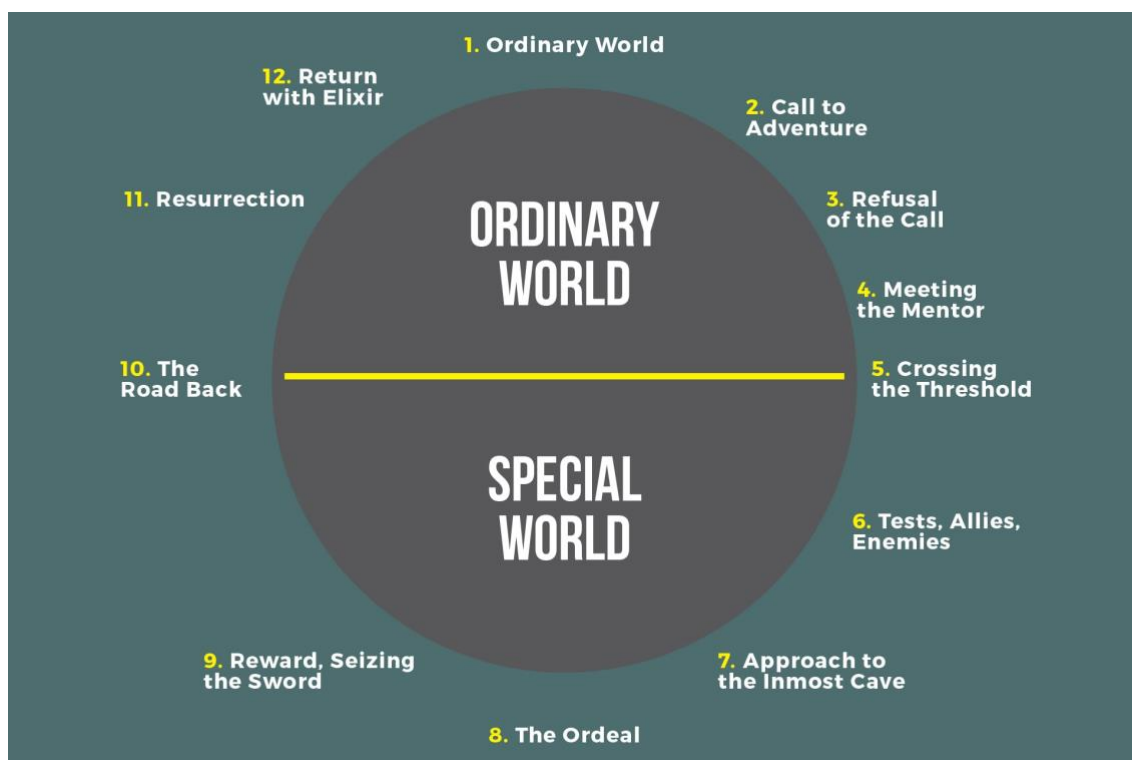 1. Ordinary World
2. Call to
Adventure
3. Refusal
of the Call
4. Meeting
the Mentor
5. Crossing
the Threshold
6. Tests, Allies,
Enemies
7. Approach to
the Inmost Cave
8. The Ordeal
9. Reward, Seizing
the Sword
10. The
Road Back
11. Resurrection
12. Return
with Elixir
ORDINARY
WORLD
SPECIAL
WORLD